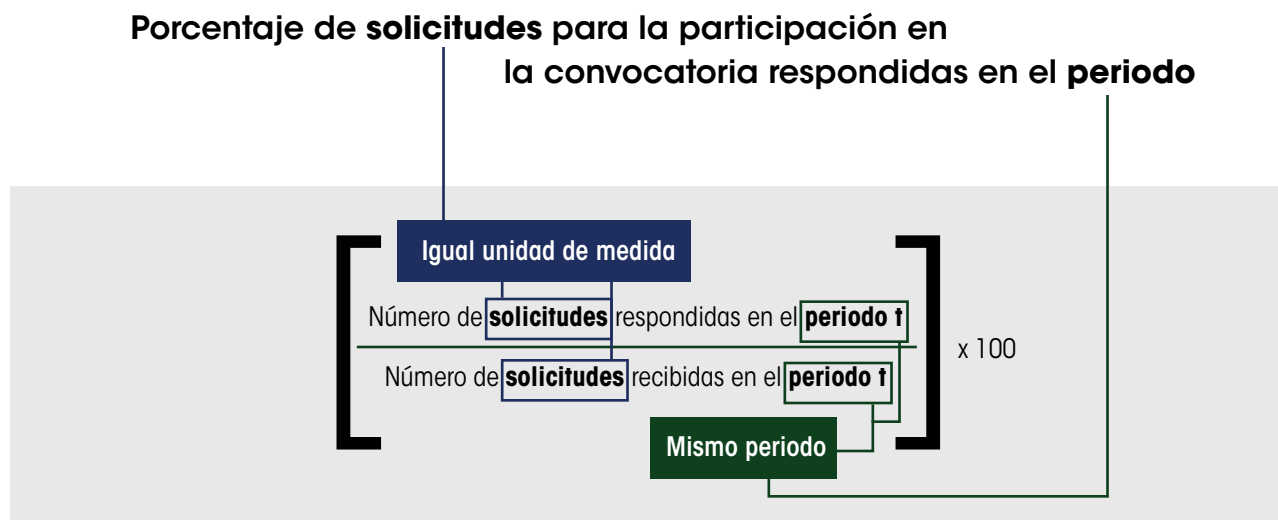 Porcentaje de solicitudes para la participación en
la convocatoria respondidas en el periodo
Igual unidad de medida
Número de solicitudes respondidas en el periodo t
x 100
Número de solicitudes recibidas en el periodo t
Mismo periodo